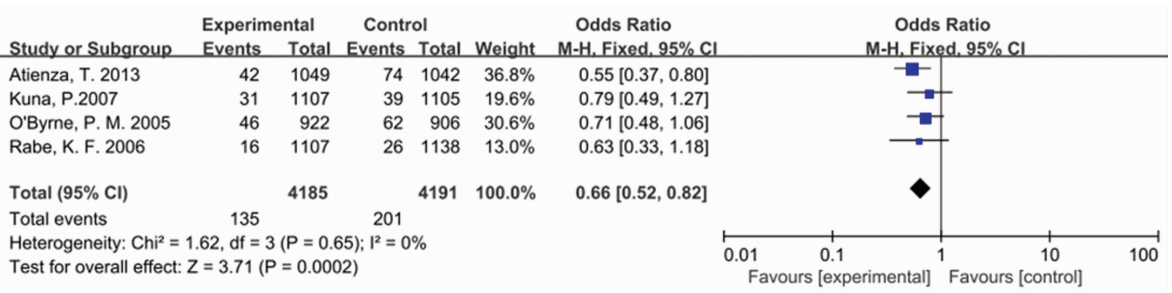 Experimental Control Odds Ratio Odds Ratio
Study or Subgroup Events Total Events Total Weight M-H, Fixed, 95% CI M-H, Fixed, 95% CI
Atienza, T. 2013 42 1049 74 1042 36.8% 0.55 [0.37, 0.80]
Kuna, P.2007 31 1107 39 1105 19.6% 0.79 [0.49, 1.27]
O'Byrne, P. M. 2005 46 922 62 906 30.6% 0.71 [0.48, 1.06]
Rabe, K. F. 2006 16 1107 26 1138 13.0% 0.63 [0.33, 1.18]
Total (95% CI) 4185 4191 100.0% 0.66 [0.52, 0.82]
Total events 135 201
Heterogeneity: Chi² = 1.62, df = 3 (P = 0.65); I² = 0%
Test for overall effect: Z = 3.71 (P = 0.0002)
0.01 0.1 1 10 100
Favours [experimental] Favours [control]